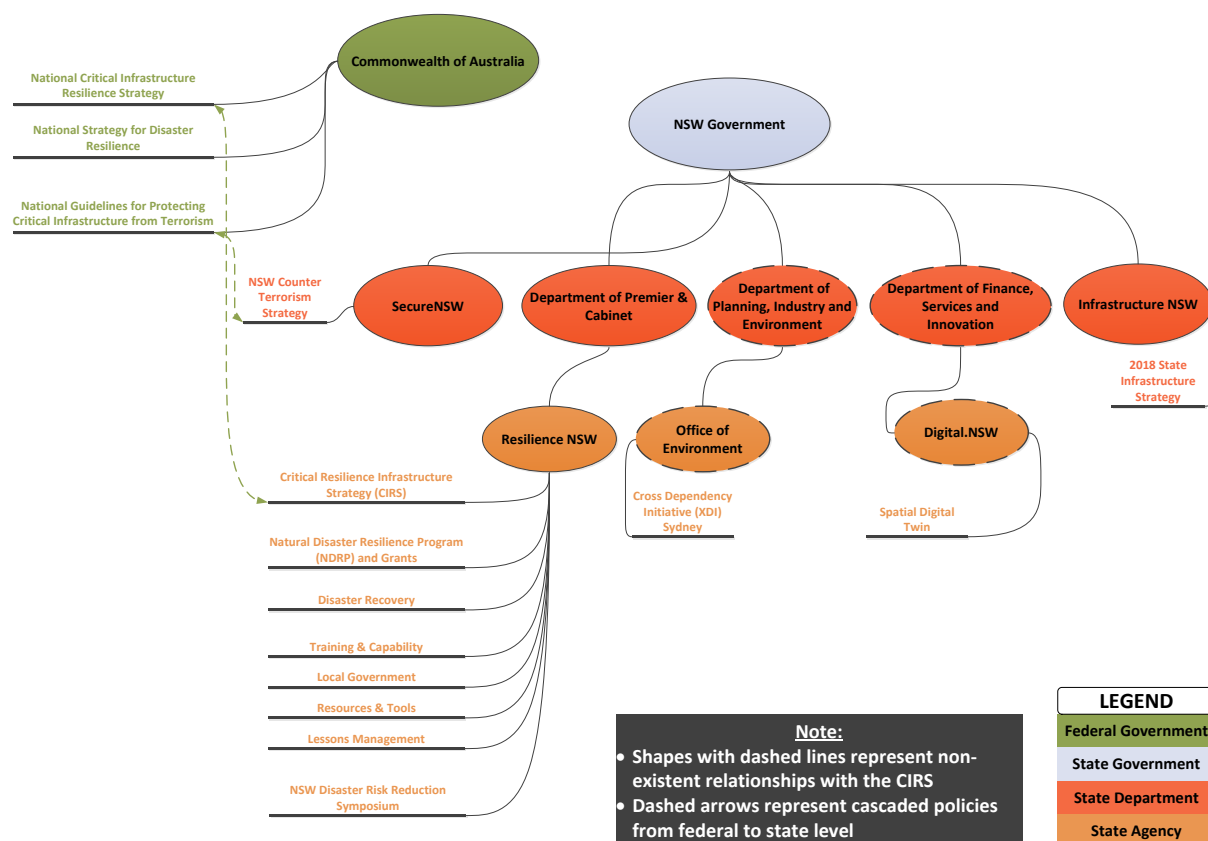 Commonwealth of Australia
National Critical Infrastructure
Resilience Strategy
National Strategy for Disaster
Resilience
National Guidelines for Protecting
Critical Infrastructure from Terrorism
NSW Government
NSW Counter
Terrorism
Strategy
SecureNSW
Department of Premier &
Cabinet
Department of
Planning, Industry and
Environment
Department of Finance,
Services and
Innovation
Infrastructure NSW
2018 State
Infrastructure
Strategy
Resilience NSW
Office of
Environment
Digital.NSW
Critical Resilience Infrastructure
Strategy (CIRS)
Cross Dependency
Initiative (XDI)
Sydney
Spatial Digital
Twin
Natural Disaster Resilience Program
(NDRP) and Grants
Disaster Recovery
Training & Capability
Local Government
Resources & Tools
Lessons Management
NSW Disaster Risk Reduction
Symposium
Note:
• Shapes with dashed lines represent non-
existent relationships with the CIRS
• Dashed arrows represent cascaded policies
from federal to state level
LEGEND
Federal Government
State Government
State Department
State Agency